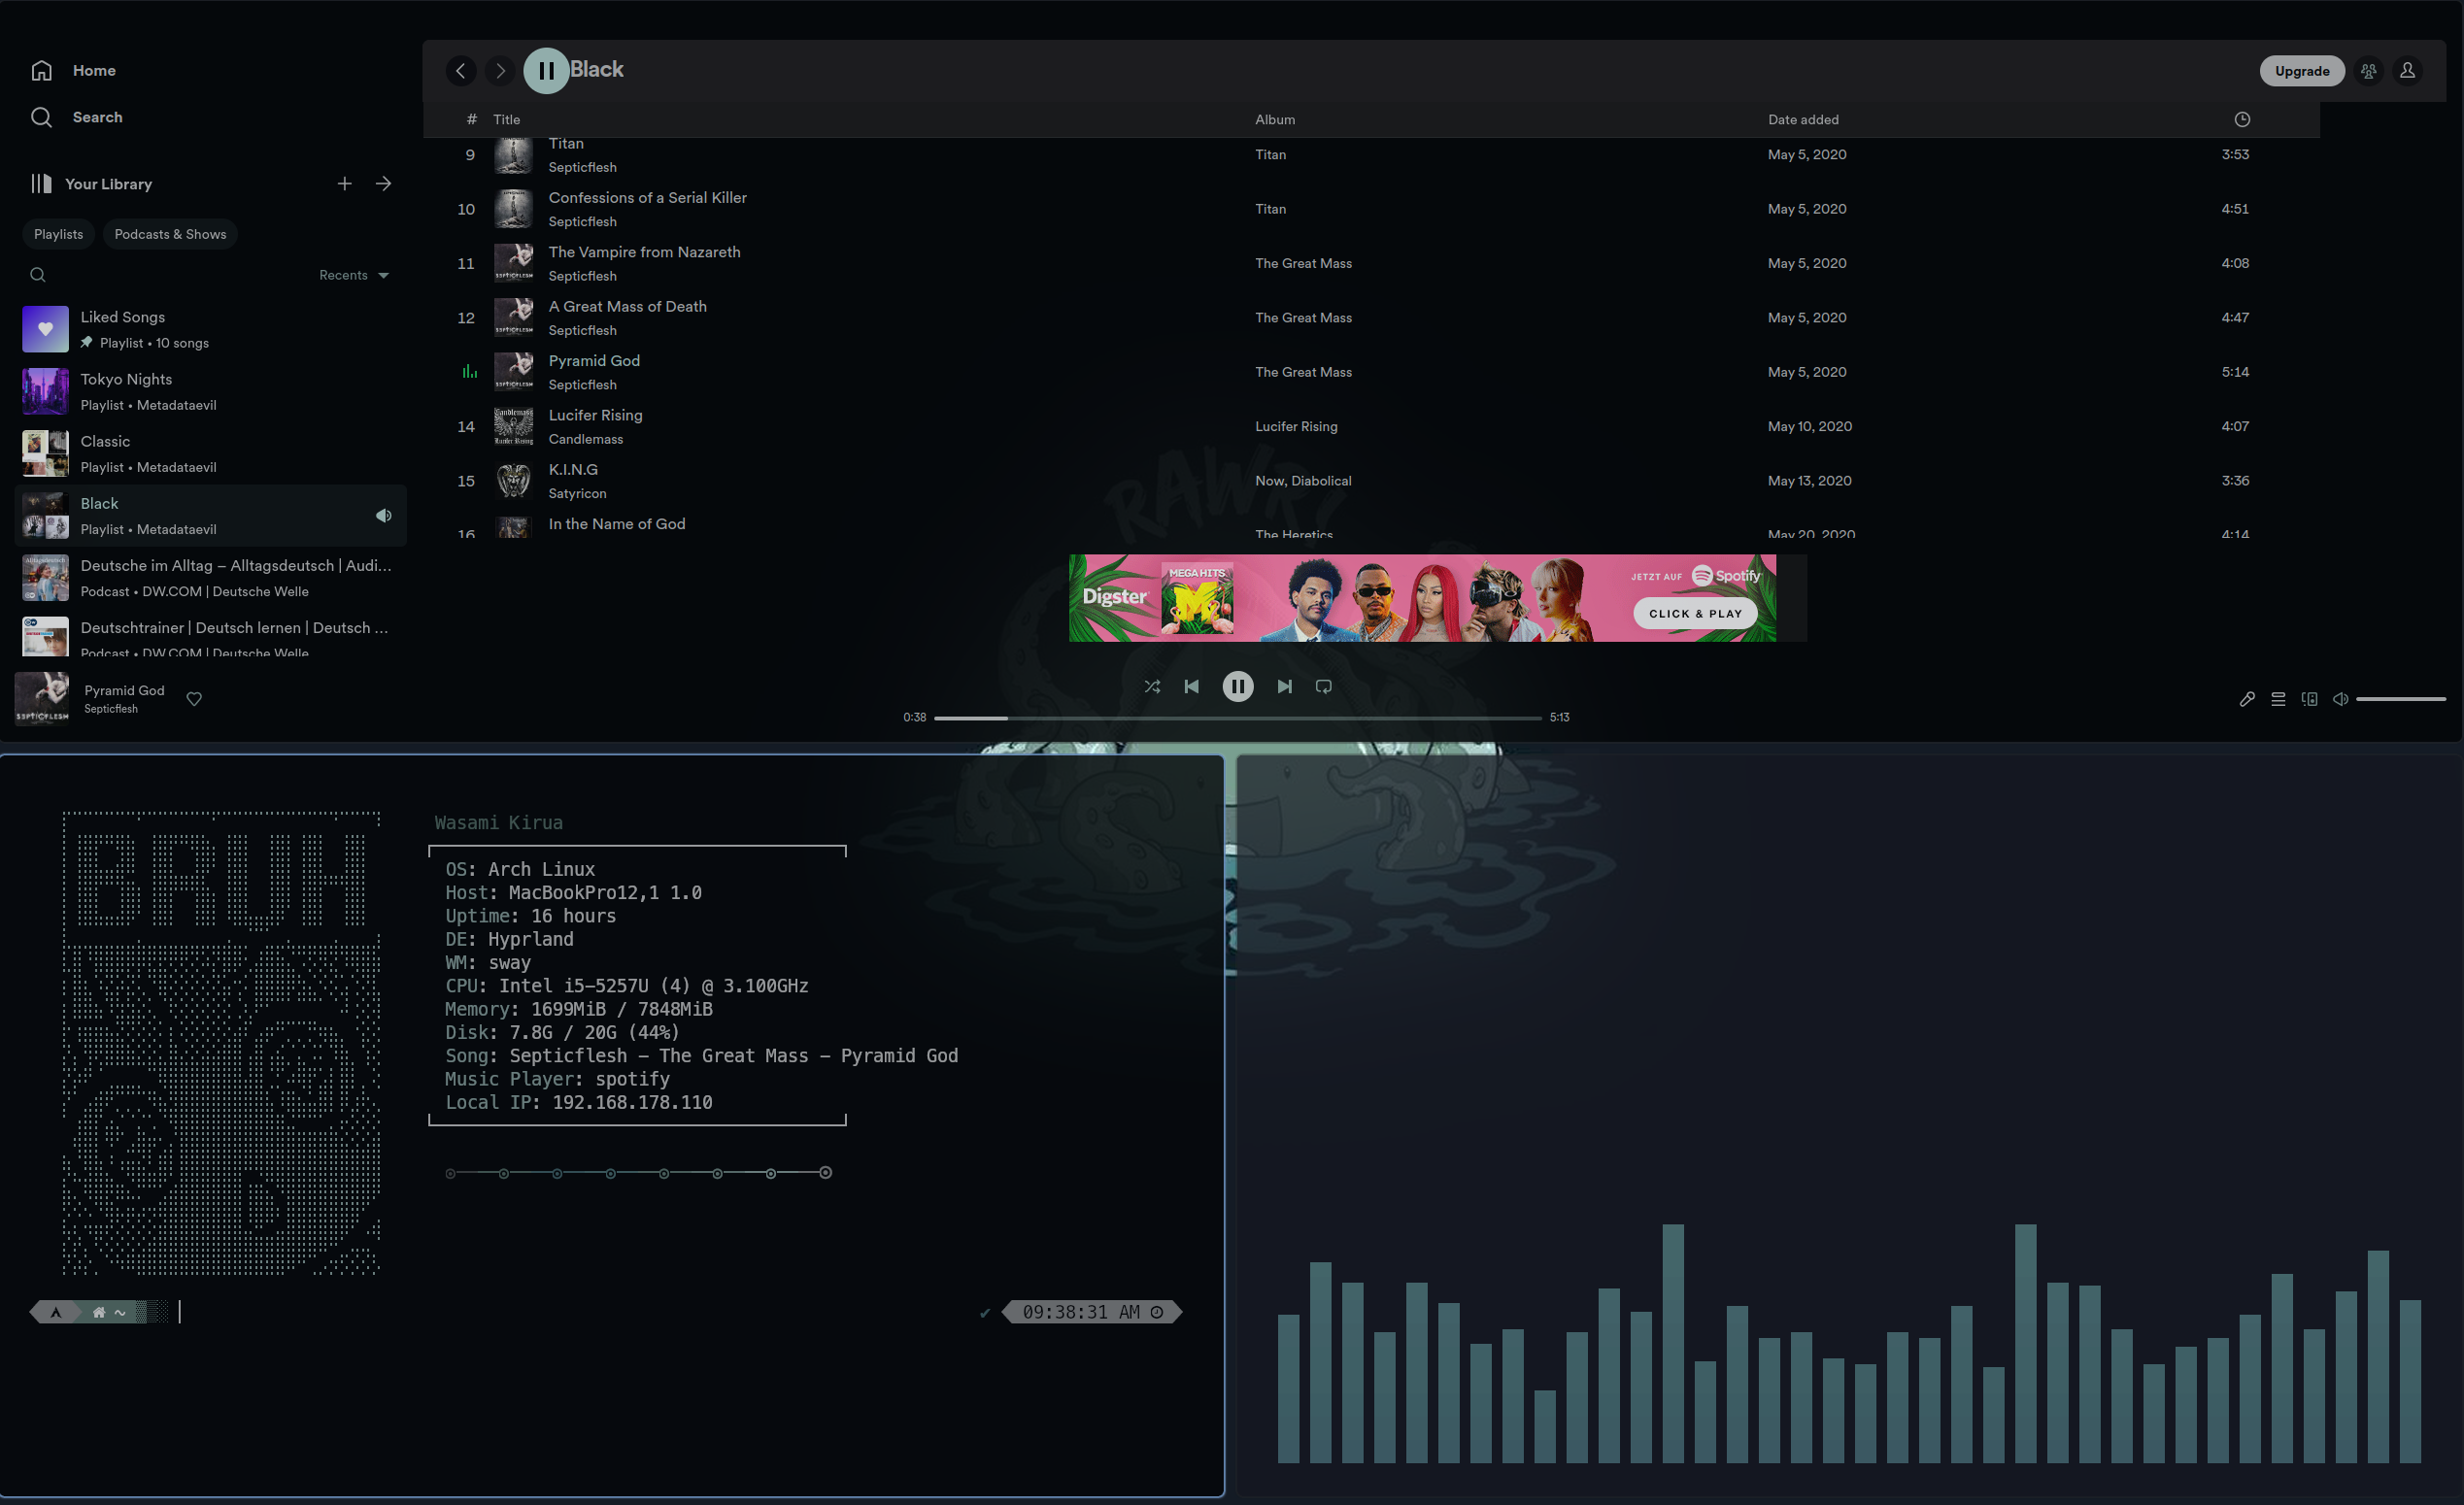 Home
Search
Your Library
Playlists
Podcasts & Shows
Recents
Liked Songs
Playlist • 10 songs
Tokyo Nights
Playlist • Metadataevil
Classic
Playlist • Metadataevil
Black
Playlist • Metadataevil
Deutsche im Alltag – Alltagsdeutsch | Audi...
Podcast • DW.COM | Deutsche Welle
Deutschtrainer | Deutsch lernen | Deutsch ...
Podcast • DW.COM | Deutsche Welle
Black
Upgrade
# Title Album Date added
9 Titan Titan May 5, 2020 3:53
Septicflesh
10 Confessions of a Serial Killer Titan May 5, 2020 4:51
Septicflesh
11 The Vampire from Nazareth The Great Mass May 5, 2020 4:08
Septicflesh
12 A Great Mass of Death The Great Mass May 5, 2020 4:47
Septicflesh
Pyramid God The Great Mass May 5, 2020 5:14
Septicflesh
14 Lucifer Rising Lucifer Rising May 10, 2020 4:07
Candlemass
15 K.I.N.G Now, Diabolical May 13, 2020 3:36
Satyricon
16 In the Name of God The Heretics May 20, 2020 4:14
RAWR!
Digster
MEGA HITS
M
JETZT AUF Spotify
CLICK & PLAY
SEPTICFLESH
Pyramid God
Septicflesh
0:38 5:13
BRUH
Wasami Kirua
OS: Arch Linux
Host: MacBookPro12,1 1.0
Uptime: 16 hours
DE: Hyprland
WM: sway
CPU: Intel i5-5257U (4) @ 3.100GHz
Memory: 1699MiB / 7848MiB
Disk: 7.8G / 20G (44%)
Song: Septicflesh – The Great Mass – Pyramid God
Music Player: spotify
Local IP: 192.168.178.110
~
✔ 09:38:31 AM